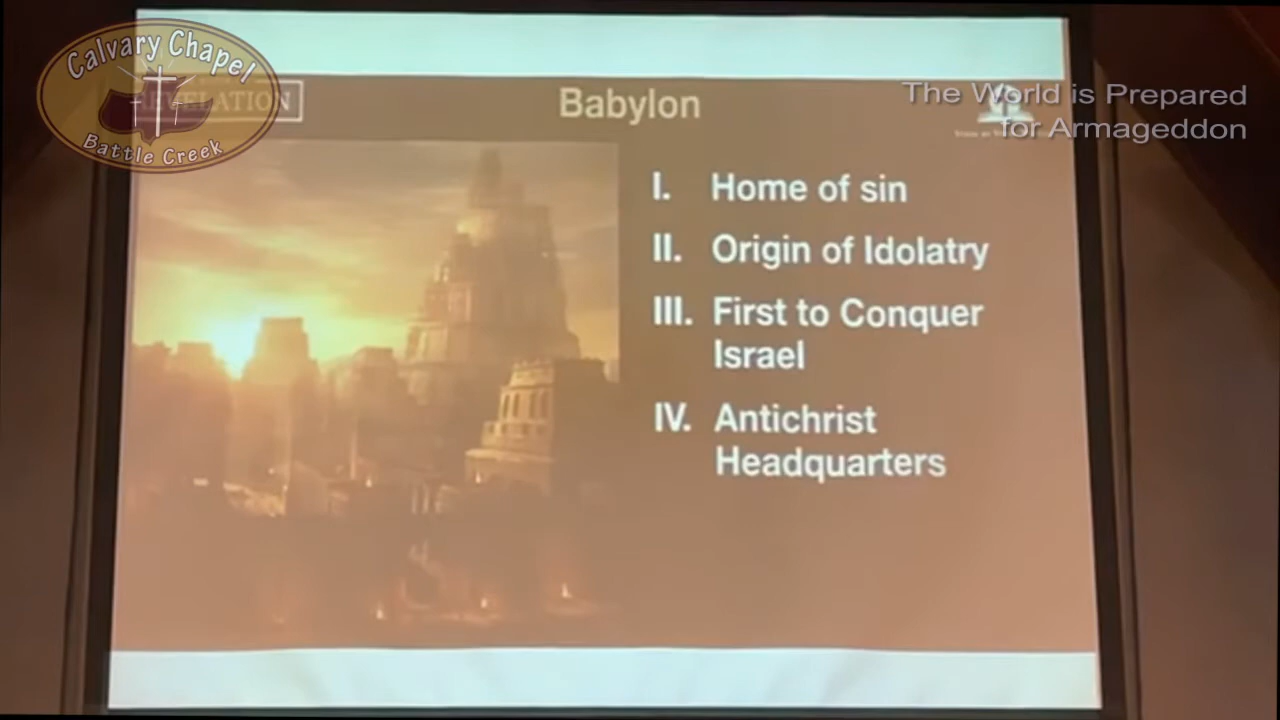 Calvary Chapel
Battle Creek
REVELATION
Babylon
The World is Prepared
for Armageddon
I. Home of sin
II. Origin of Idolatry
III. First to Conquer
Israel
IV. Antichrist
Headquarters